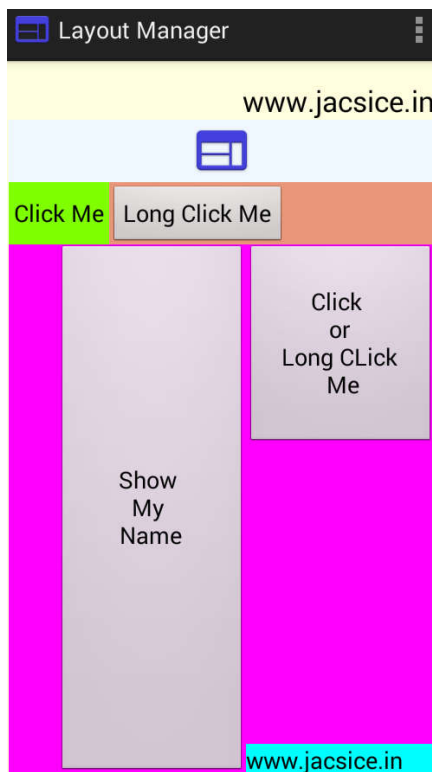 Layout Manager
www.jacsice.in
Click Me
Long Click Me
Click
or
Long CLick
Me
Show
My
Name
www.jacsice.in